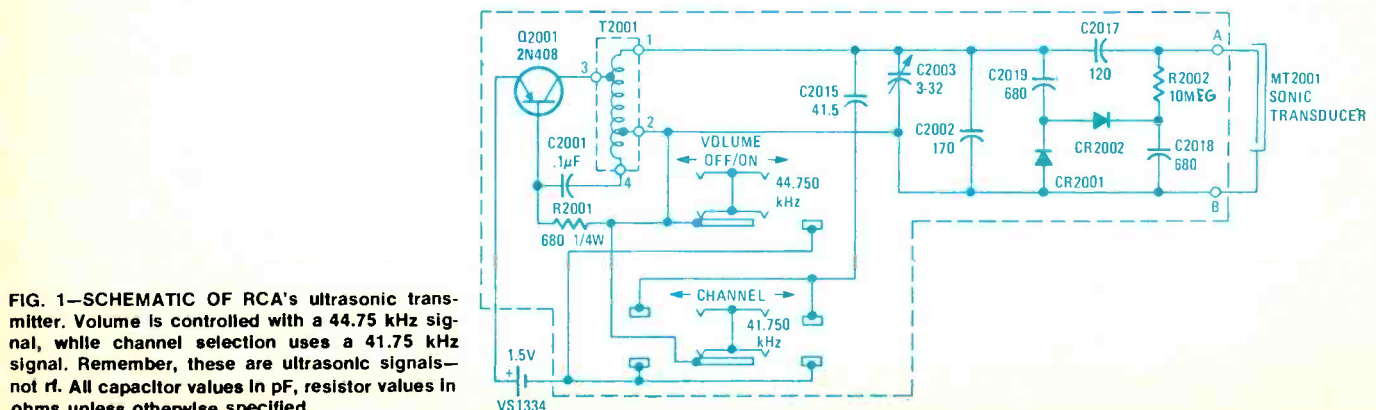 Q2001
2N408
T2001
1
3
2
4
C2001
.1µF
R2001
680 1/4W
VOLUME
OFF/ON
44.750
kHz
CHANNEL
41.750
kHz
1.5V
+
VS1334
C2015
41.5
C2003
3-32
C2002
170
C2019
680
C2017
120
CR2002
CR2001
R2002
10MEG
C2018
680
A
B
MT2001
SONIC
TRANSDUCER
FIG. 1—SCHEMATIC OF RCA's ultrasonic trans-
mitter. Volume is controlled with a 44.75 kHz sig-
nal, while channel selection uses a 41.75 kHz
signal. Remember, these are ultrasonic signals—
not rf. All capacitor values in pF, resistor values in
ohms unless otherwise specified